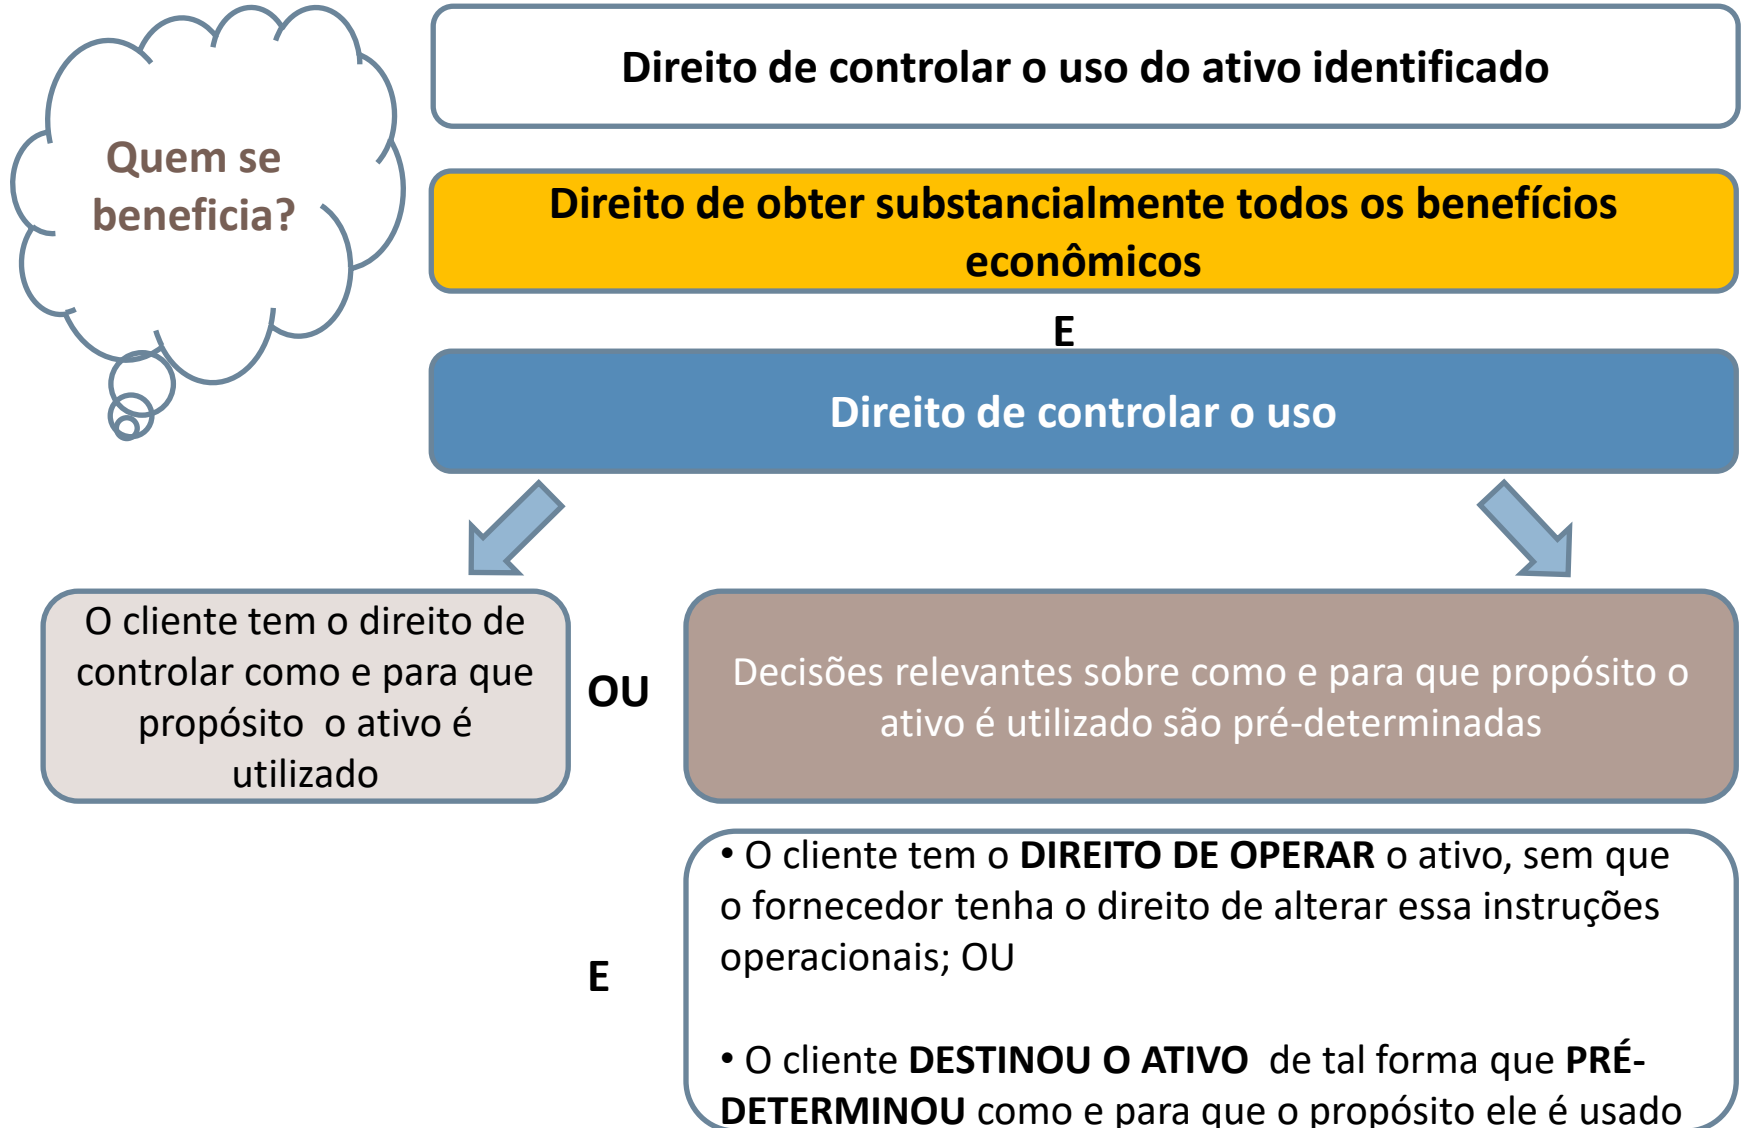 Direito de controlar o uso do ativo identificado
Quem se
beneficia?
Direito de obter substancialmente todos os benefícios
econômicos
E
Direito de controlar o uso
O cliente tem o direito de
controlar como e para que
propósito o ativo é
utilizado
OU
Decisões relevantes sobre como e para que propósito o
ativo é utilizado são pré-determinadas
E
• O cliente tem o DIREITO DE OPERAR o ativo, sem que
o fornecedor tenha o direito de alterar essa instruções
operacionais; OU
• O cliente DESTINOU O ATIVO de tal forma que PRÉ-
DETERMINOU como e para que o propósito ele é usado